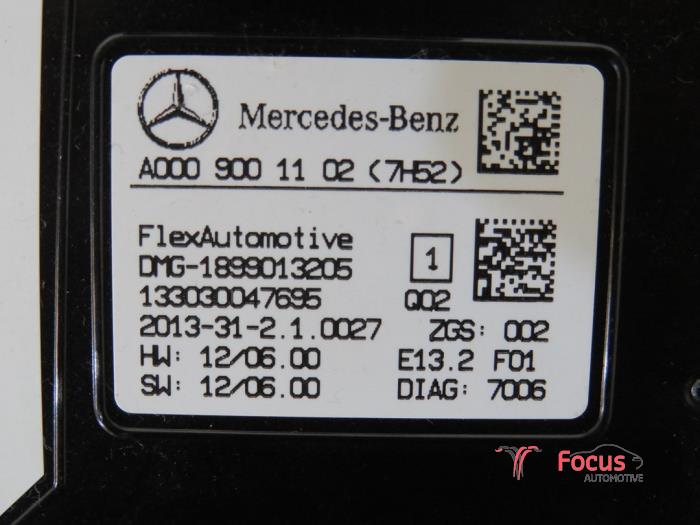 Mercedes-Benz
A000 900 11 02 (7H52)
FlexAutomotive
DMG-1899013205
1
133030047695
Q02
2013-31-2.1.0027
ZGS: 002
HW: 12/06.00
E13.2 F01
SW: 12/06.00
DIAG: 7006
Focus
AUTOMOTIVE